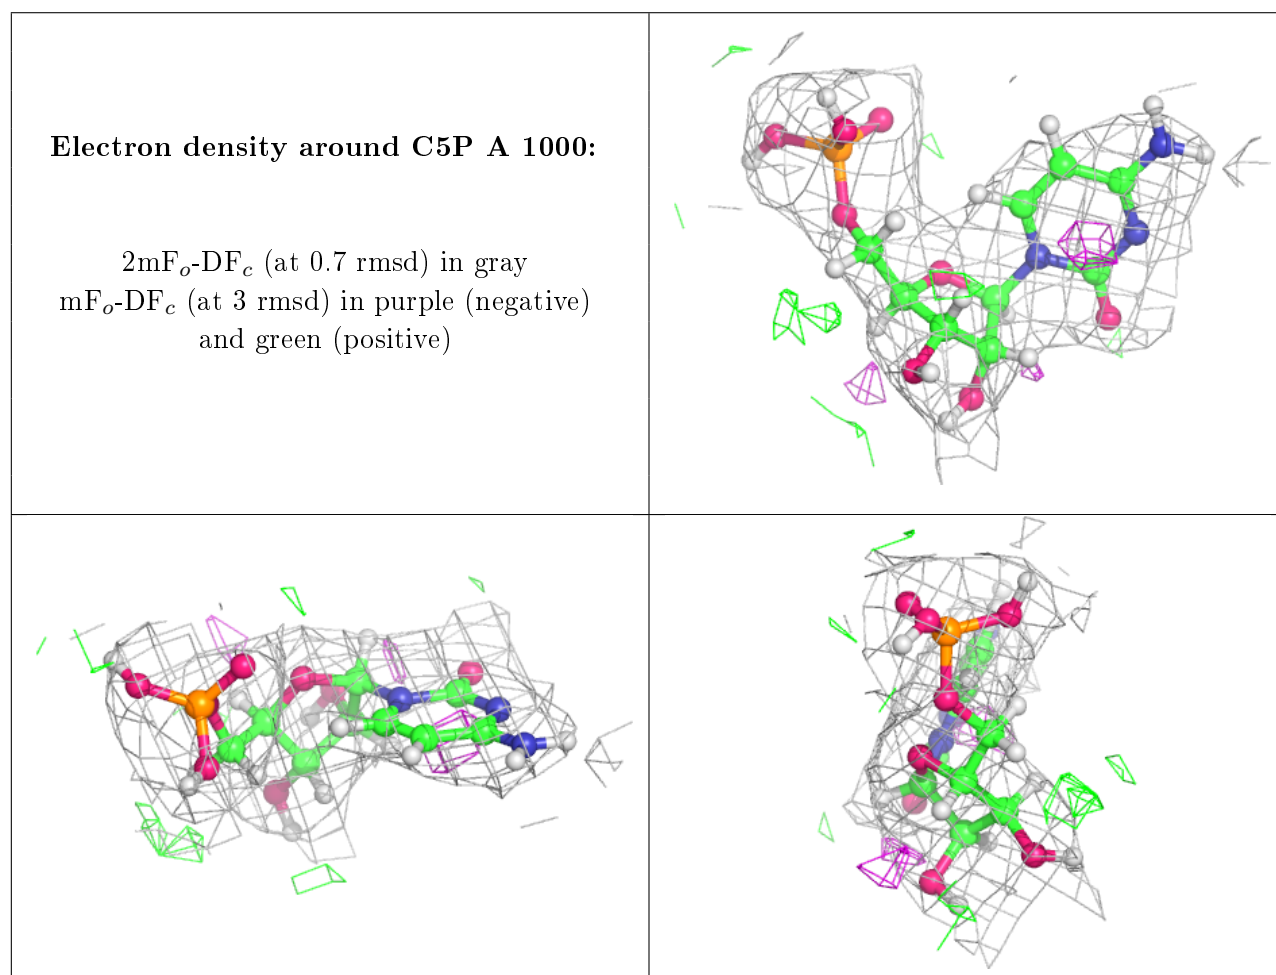 Electron density around C5P A 1000:
2mFₒ-DF𝒸 (at 0.7 rmsd) in gray
mFₒ-DF𝒸 (at 3 rmsd) in purple (negative)
and green (positive)